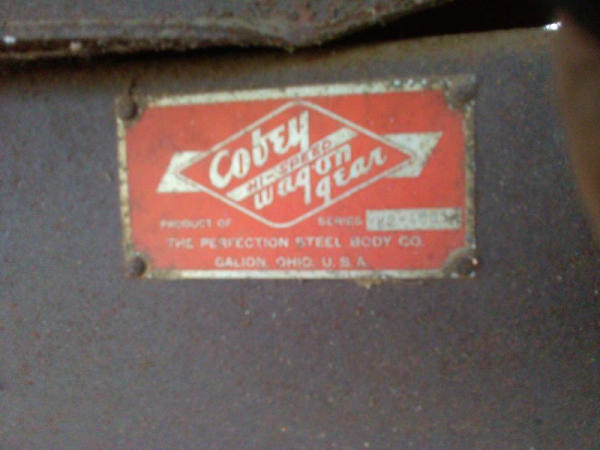 Cobey
HI-SPEED
wagon
gear
PRODUCT OF SERIES
THE PERFECTION STEEL BODY CO.
GALION, OHIO, U.S.A.